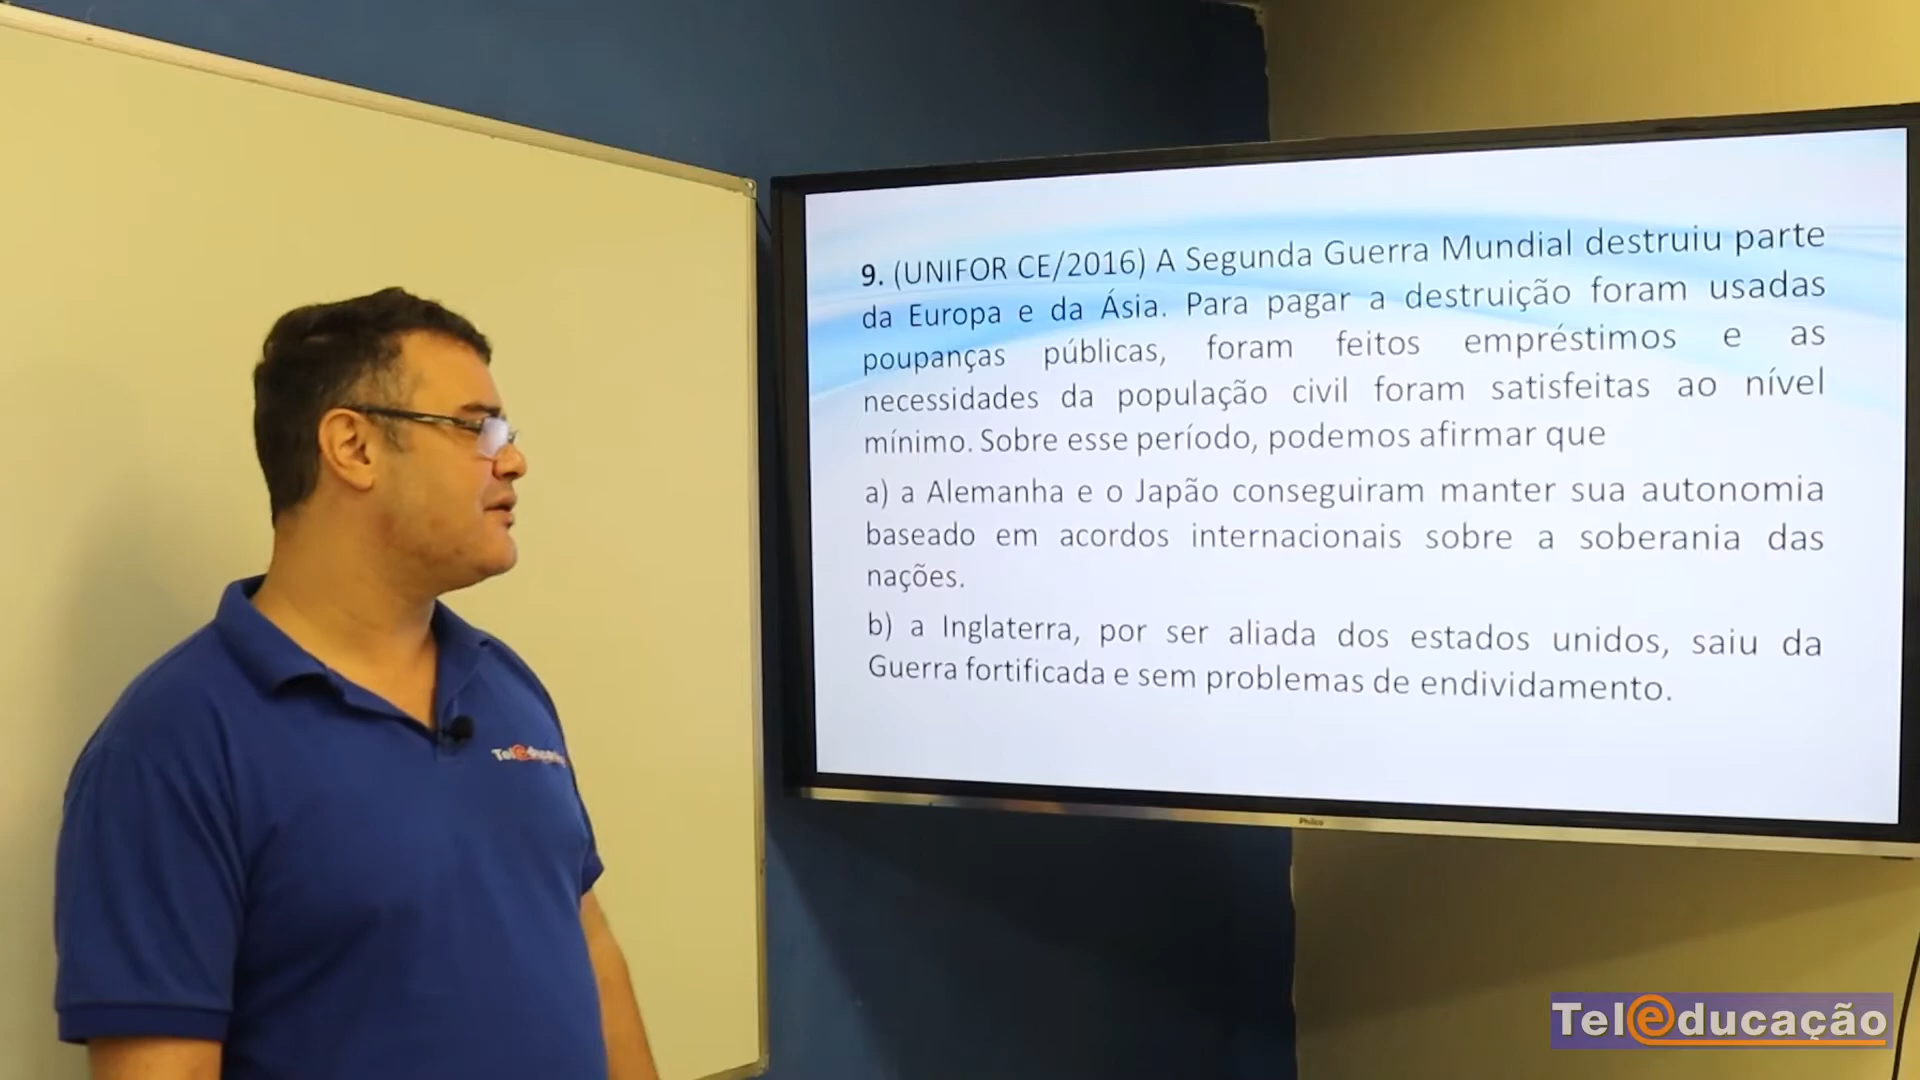 9. (UNIFOR CE/2016) A Segunda Guerra Mundial destruiu parte
da Europa e da Ásia. Para pagar a destruição foram usadas
poupanças públicas, foram feitos empréstimos e as
necessidades da população civil foram satisfeitas ao nível
mínimo. Sobre esse período, podemos afirmar que
a) a Alemanha e o Japão conseguiram manter sua autonomia
baseado em acordos internacionais sobre a soberania das
nações.
b) a Inglaterra, por ser aliada dos estados unidos, saiu da
Guerra fortificada e sem problemas de endividamento.
Philco
Teleducação
Teleducação